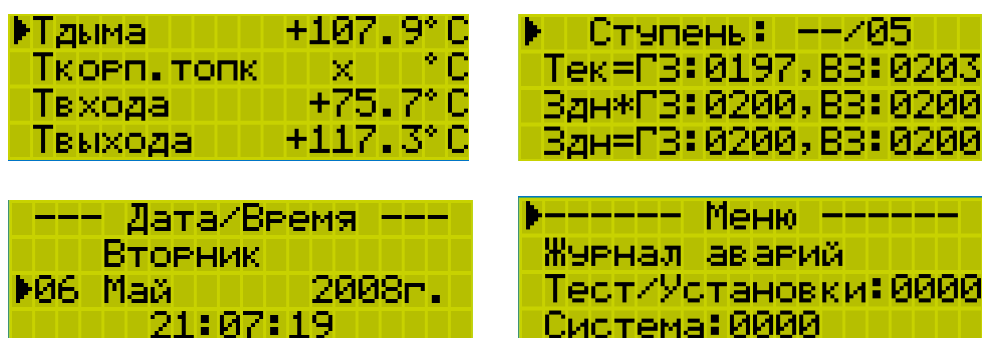 Тдыма +107.9°C
Ткорп.топк x °C
Твхода +75.7°C
Твыхода +117.3°C
Ступень: --/05
Тек=ГЗ:0197,ВЗ:0203
Здн*ГЗ:0200,ВЗ:0200
Здн=ГЗ:0200,ВЗ:0200
--- Дата/Время ---
Вторник
06 Май 2008г.
21:07:19
------ Меню ------
Журнал аварий
Тест/Установки:0000
Система:0000